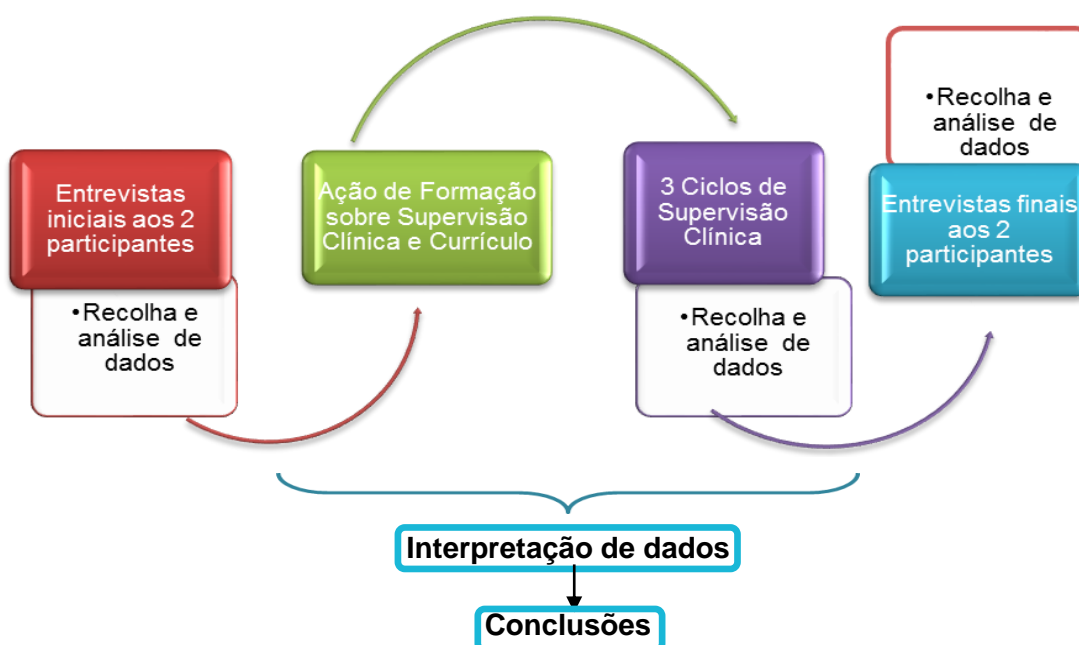 Entrevistas
iniciais aos 2
participantes
•Recolha e
análise de
dados
Ação de Formação
sobre Supervisão
Clínica e Currículo
3 Ciclos de
Supervisão
Clínica
•Recolha e
análise de
dados
•Recolha e
análise de
dados
Entrevistas finais
aos 2
participantes
Interpretação de dados
Conclusões